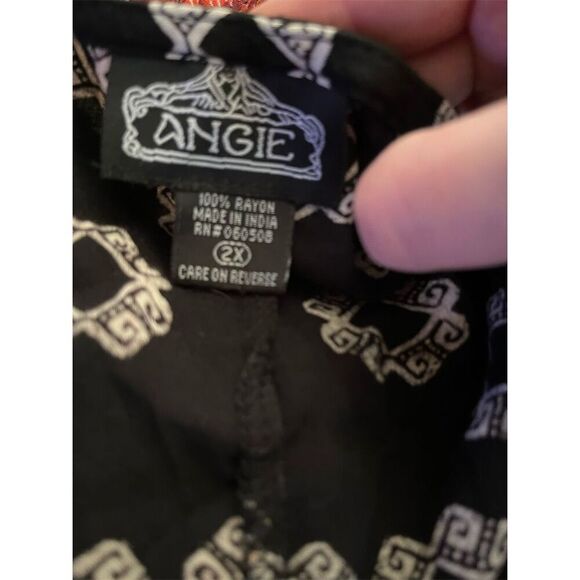 ANGIE
100% RAYON
MADE IN INDIA
RN# 060508
2X
CARE ON REVERSE